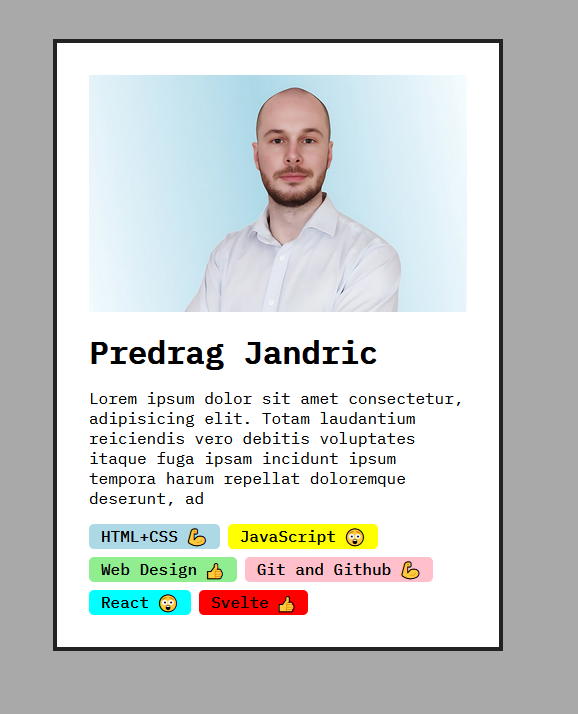 Predrag Jandric
Lorem ipsum dolor sit amet consectetur,
adipisicing elit. Totam laudantium
reiciendis vero debitis voluptates
itaque fuga ipsam incidunt ipsum
tempora harum repellat doloremque
deserunt, ad
HTML+CSS 💪 JavaScript 😲
Web Design 👍 Git and Github 💪
React 😲 Svelte 👍